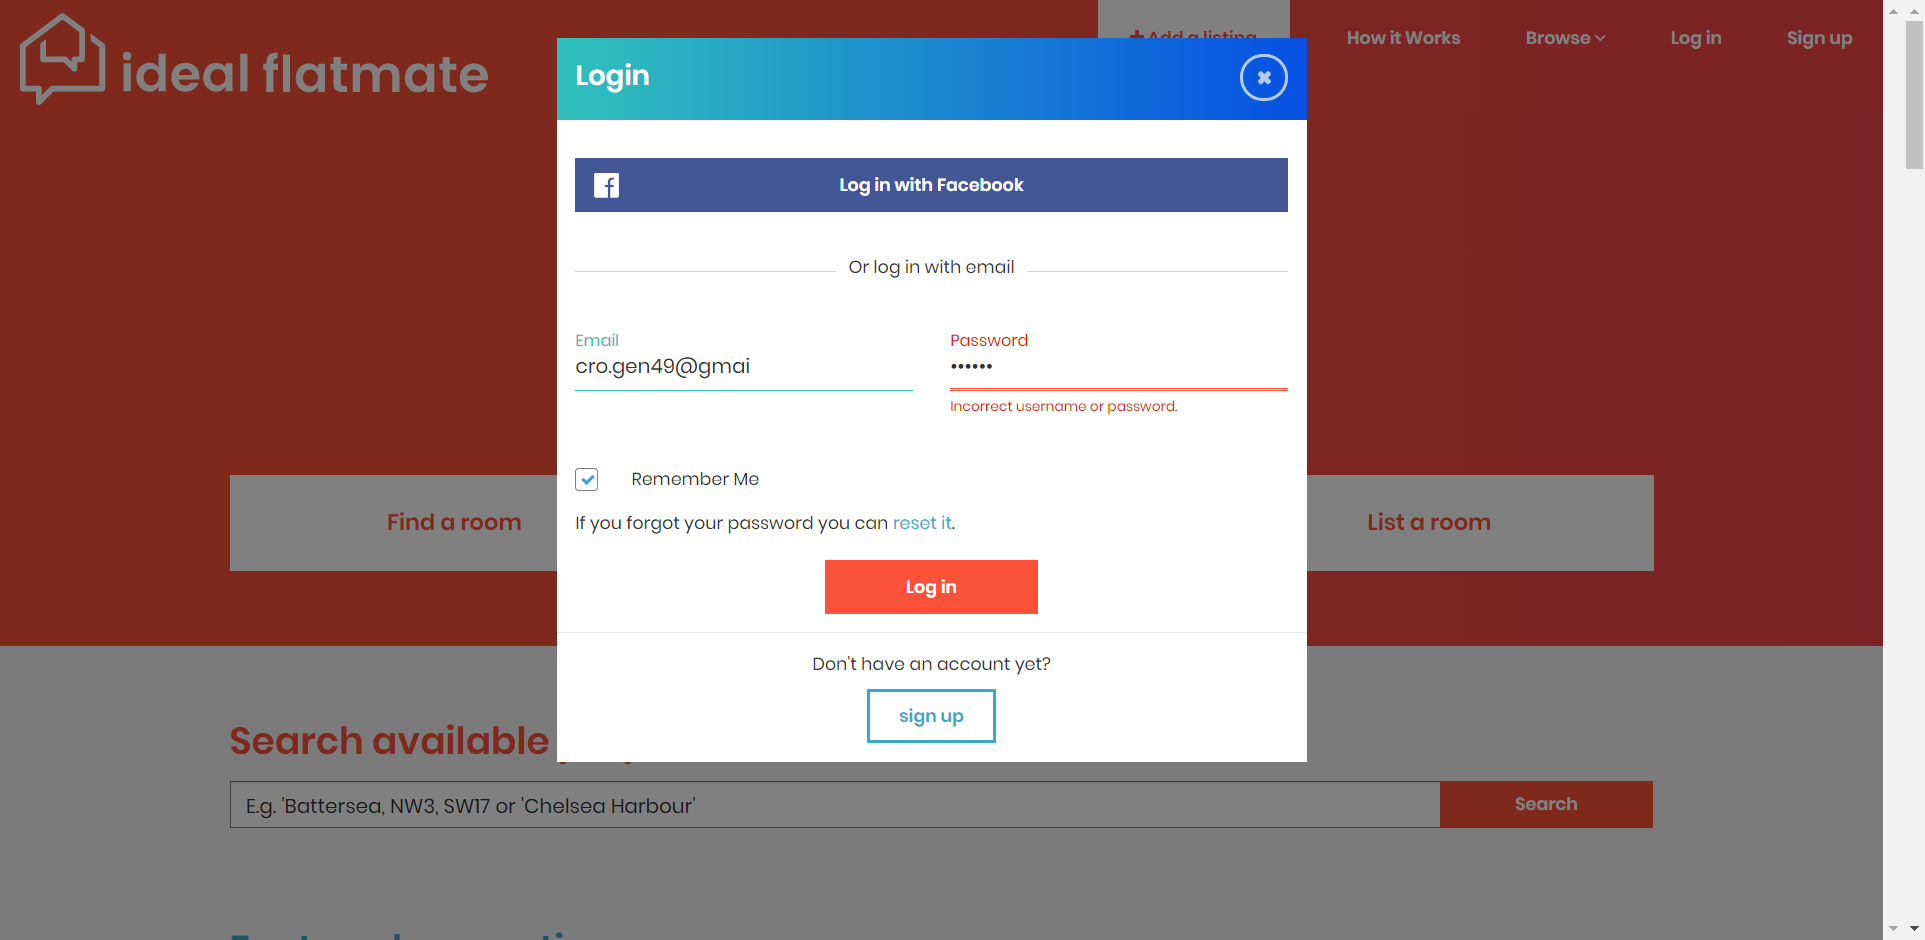 ideal flatmate
Add a listing
How it Works
Browse
Log in
Sign up
Login
Log in with Facebook
Or log in with email
Email
cro.gen49@gmai
Password
••••••
Incorrect username or password.
Remember Me
If you forgot your password you can reset it.
Log in
Don't have an account yet?
sign up
Find a room
List a room
Search available
E.g. 'Battersea, NW3, SW17 or 'Chelsea Harbour'
Search